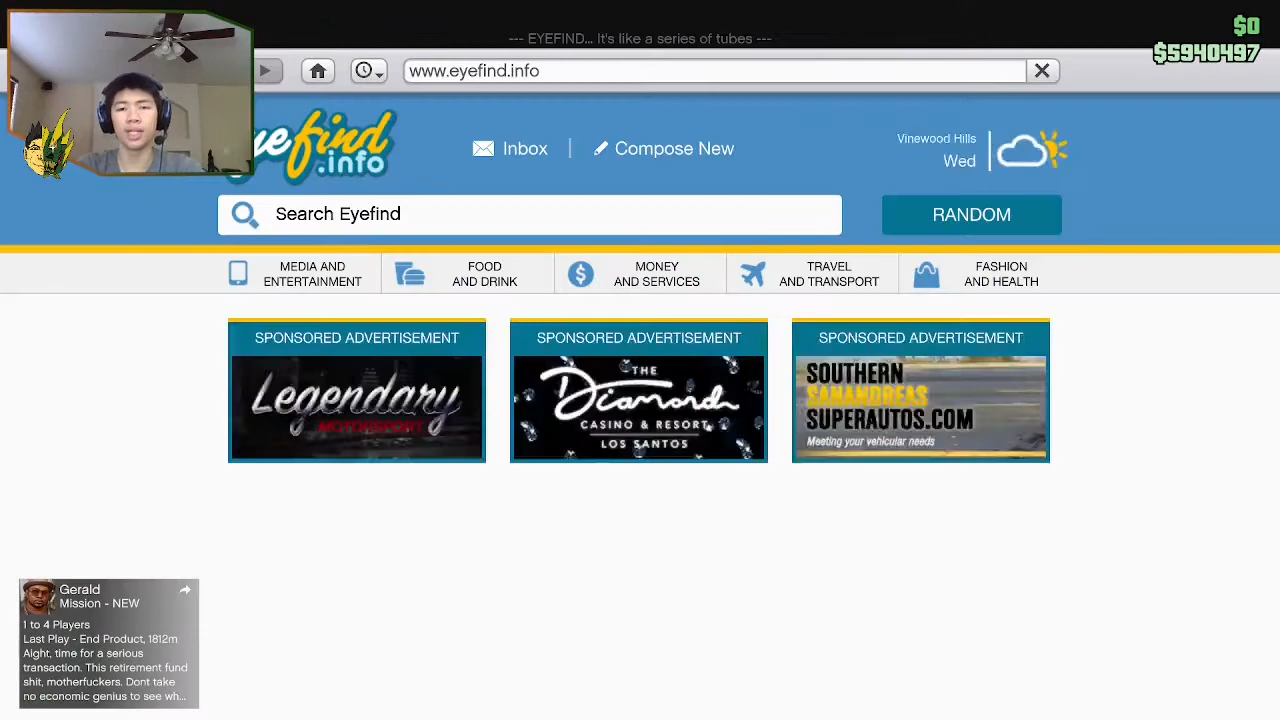 --- EYEFIND... It's like a series of tubes ---
$0
$5940497
www.eyefind.info
eyefind
.info
Inbox
Compose New
Vinewood Hills
Wed
Search Eyefind
RANDOM
MEDIA AND
ENTERTAINMENT
FOOD
AND DRINK
MONEY
AND SERVICES
TRAVEL
AND TRANSPORT
FASHION
AND HEALTH
SPONSORED ADVERTISEMENT
Legendary
MOTORSPORT
SPONSORED ADVERTISEMENT
THE
Diamond
CASINO & RESORT
LOS SANTOS
SPONSORED ADVERTISEMENT
SOUTHERN
SANANDREAS
SUPERAUTOS.COM
Meeting your vehicular needs
Gerald
Mission - NEW
1 to 4 Players
Last Play - End Product, 1812m
Aight, time for a serious
transaction. This retirement fund
shit, motherfuckers. Dont take
no economic genius to see wh...